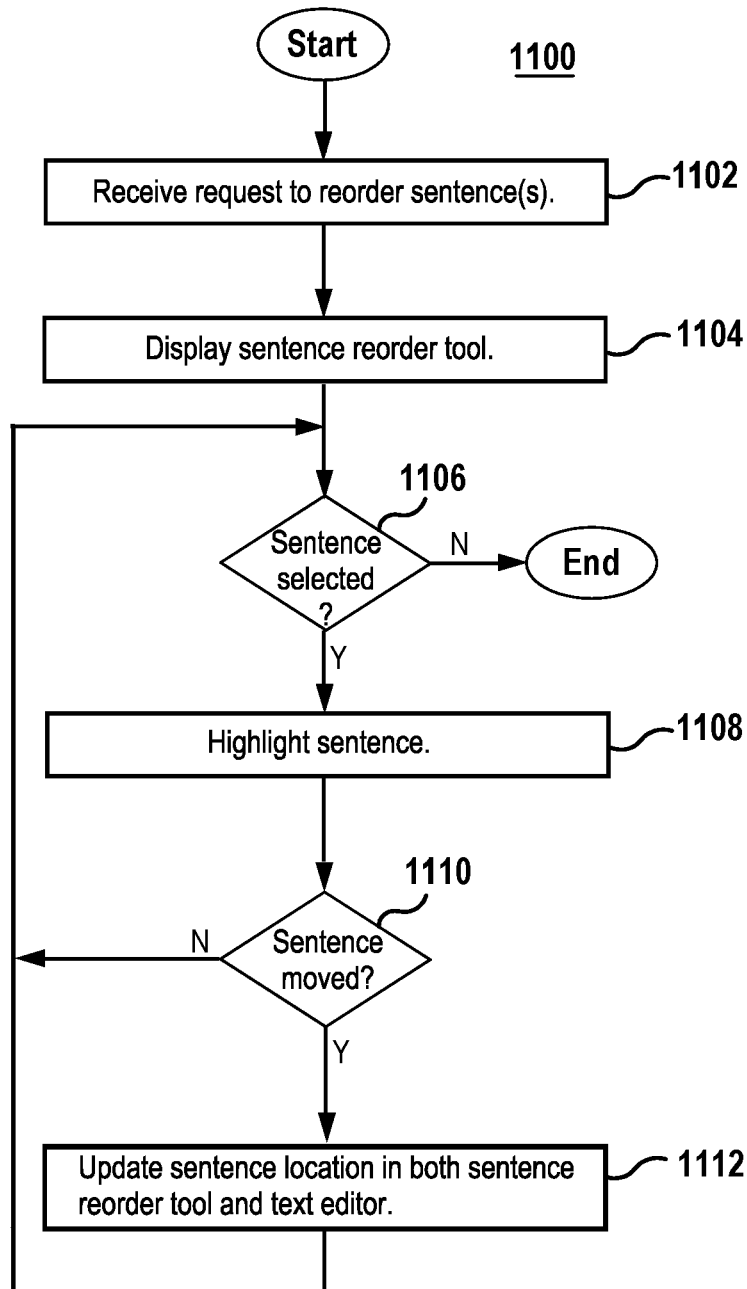 Start
1100
Receive request to reorder sentence(s).
1102
Display sentence reorder tool.
1104
1106
Sentence
selected
?
N
End
Y
Highlight sentence.
1108
1110
Sentence
moved?
N
Y
Update sentence location in both sentence
reorder tool and text editor.
1112